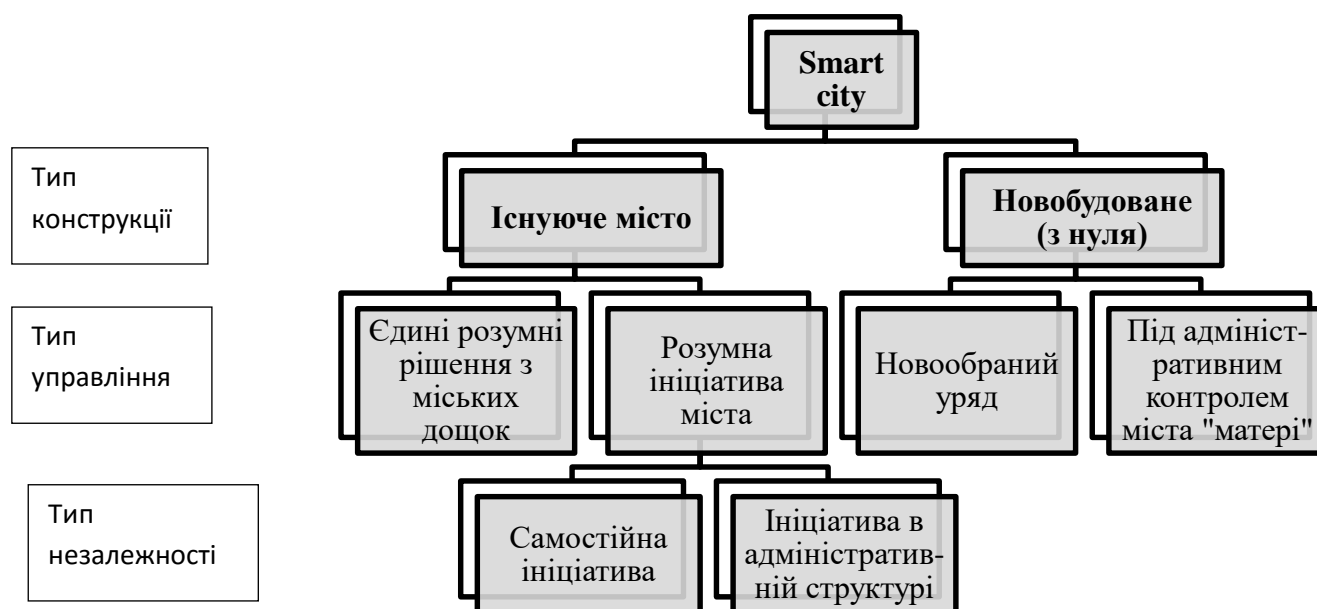 Smart
city
Тип
конструкції
Існуюче місто
Новобудоване
(з нуля)
Тип
управління
Єдині розумні
рішення з
міських
дощок
Розумна
ініціатива
міста
Новообраний
уряд
Під адмініст-
ративним
контролем
міста "матері"
Тип
незалежності
Самостійна
ініціатива
Ініціатива в
адміністратив-
ній структурі